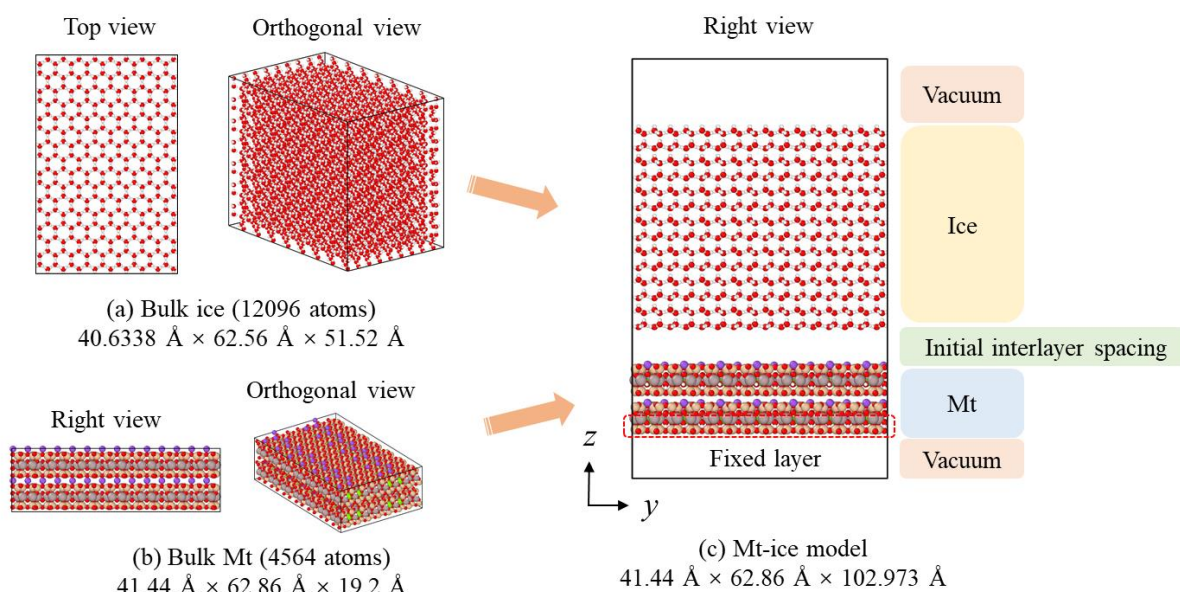 Top view
Orthogonal view
(a) Bulk ice (12096 atoms)
40.6338 Å × 62.56 Å × 51.52 Å
Right view
Orthogonal view
(b) Bulk Mt (4564 atoms)
41.44 Å × 62.86 Å × 19.2 Å
Right view
Vacuum
Ice
Initial interlayer spacing
Mt
Vacuum
Fixed layer
z
y
(c) Mt-ice model
41.44 Å × 62.86 Å × 102.973 Å